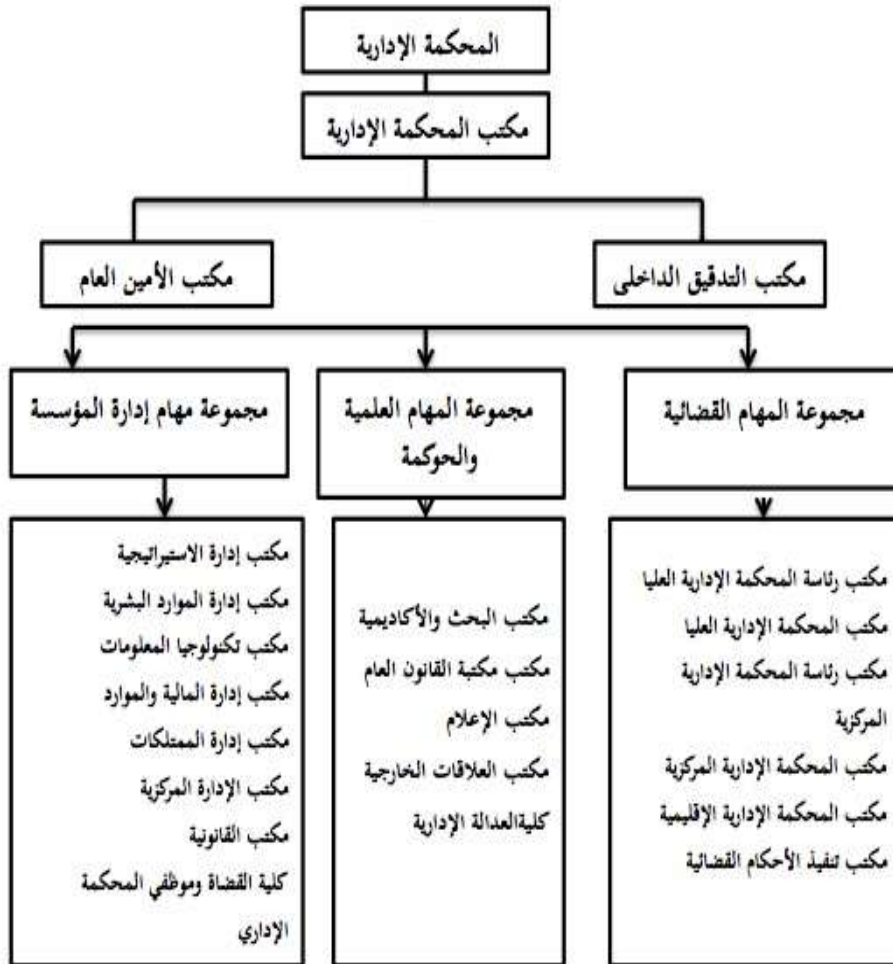 المحكمة الإدارية
مكتب المحكمة الإدارية
مكتب التدقيق الداخلى
مكتب الأمين العام
مجموعة المهام القضائية
مجموعة المهام العلمية
والحوكمة
مجموعة مهام إدارة المؤسسة
مكتب رئاسة المحكمة الإدارية العليا
مكتب المحكمة الإدارية العليا
مكتب رئاسة المحكمة الإدارية
المركزية
مكتب المحكمة الإدارية المركزية
مكتب المحكمة الإدارية الإقليمية
مكتب تنفيذ الأحكام القضائية
مكتب البحث والأكاديمية
مكتب مكتبة القانون العام
مكتب الإعلام
مكتب العلاقات الخارجية
كليةالعدالة الإدارية
مكتب إدارة الاستيراتيجية
مكتب إدارة الموارد البشرية
مكتب تكنولوجيا المعلومات
مكتب إدارة المالية والموارد
مكتب إدارة الممتلكات
مكتب الإدارة المركزية
مكتب القانونية
كلية القضاة وموظفي المحكمة
الإداري